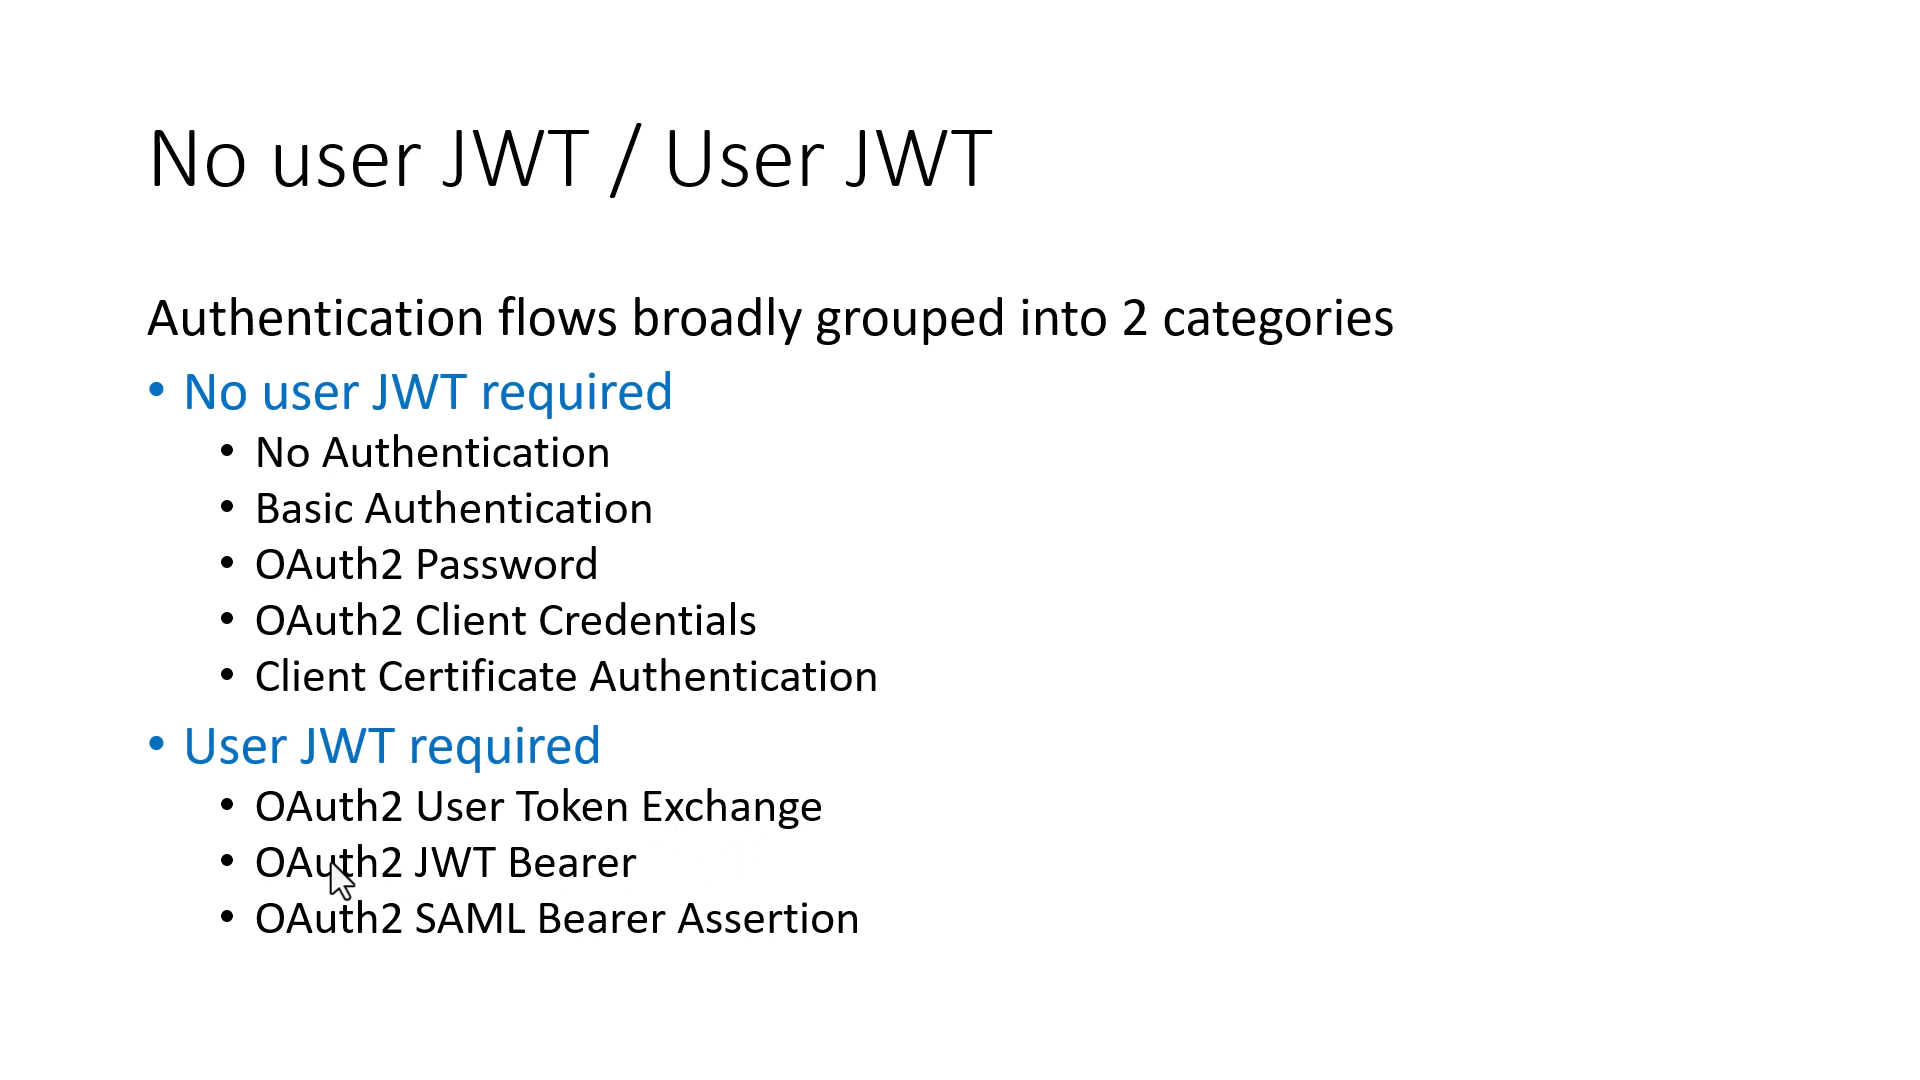 No user JWT / User JWT
Authentication flows broadly grouped into 2 categories
• No user JWT required
• No Authentication
• Basic Authentication
• OAuth2 Password
• OAuth2 Client Credentials
• Client Certificate Authentication
• User JWT required
• OAuth2 User Token Exchange
• OAuth2 JWT Bearer
• OAuth2 SAML Bearer Assertion